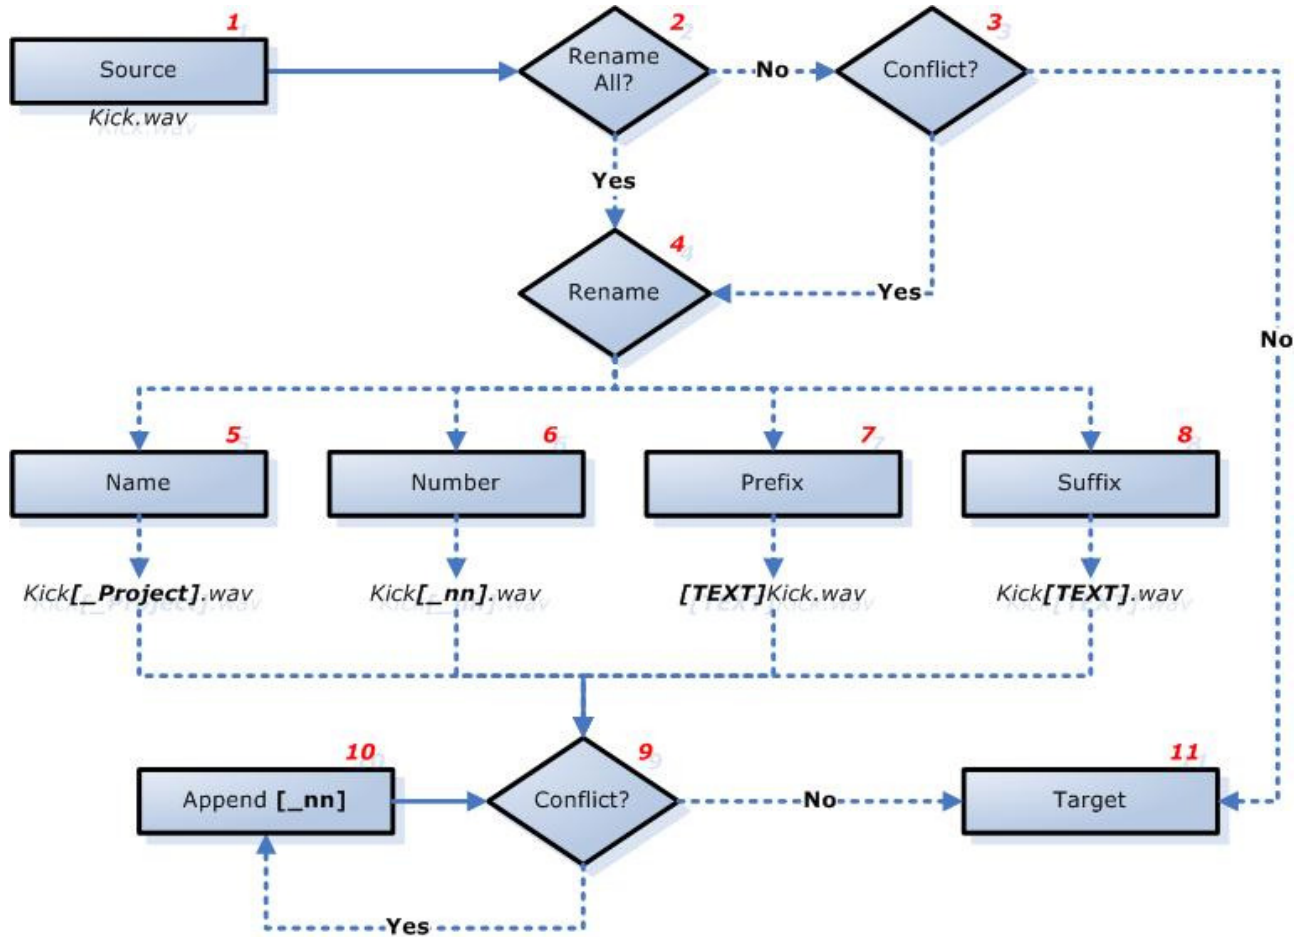 1
Source
Kick.wav
2
Rename
All?
No
3
Conflict?
Yes
4
Rename
Yes
No
5
Name
6
Number
7
Prefix
8
Suffix
Kick[_Project].wav
Kick[_nn].wav
[TEXT]Kick.wav
Kick[TEXT].wav
10
Append [_nn]
9
Conflict?
No
11
Target
Yes